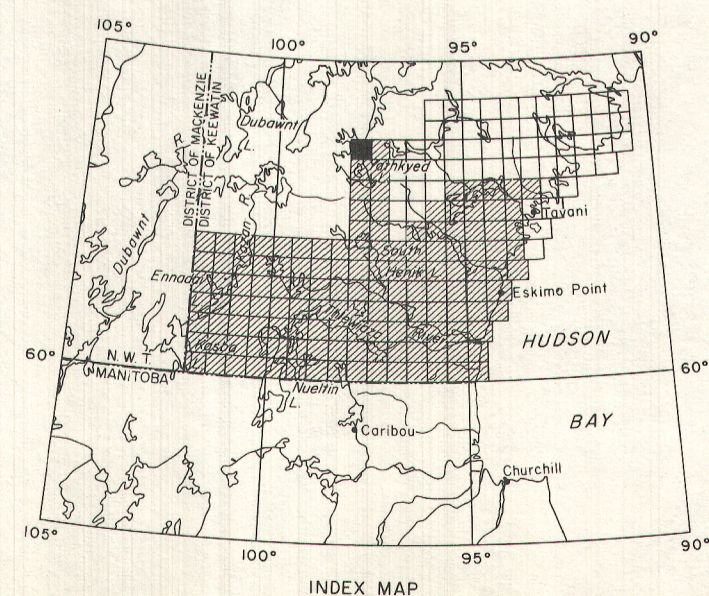 105°
100°
95°
90°
DISTRICT OF MACKENZIE
DISTRICT OF KEEWATIN
Dubawnt
L.
R.
Yathkyed
Dubawnt
Kazan
R.
Tavani
South
Henik L.
Ennadai
Eskimo Point
Thlewiaza
River
HUDSON
Kasba
60°
N. W. T.
MANITOBA
60°
Nueltin
L.
BAY
Caribou
Churchill
105°
100°
95°
90°
INDEX MAP